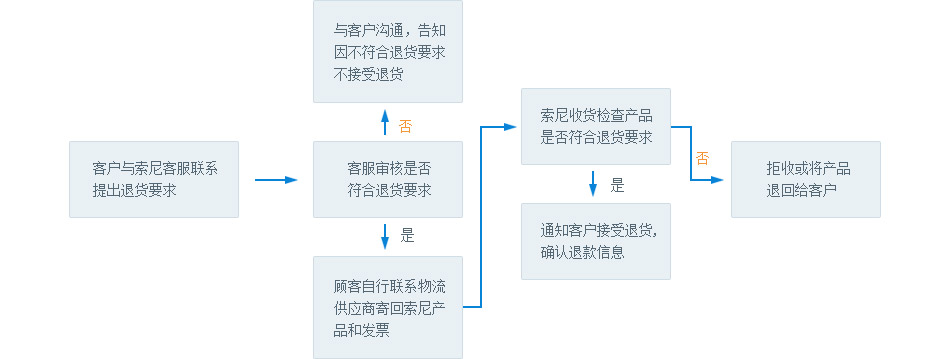 客户与索尼客服联系
提出退货要求
与客户沟通，告知
因不符合退货要求
不接受退货
否
客服审核是否
符合退货要求
是
顾客自行联系物流
供应商寄回索尼产
品和发票
索尼收货检查产品
是否符合退货要求
是
通知客户接受退货,
确认退款信息
否
拒收或将产品
退回给客户